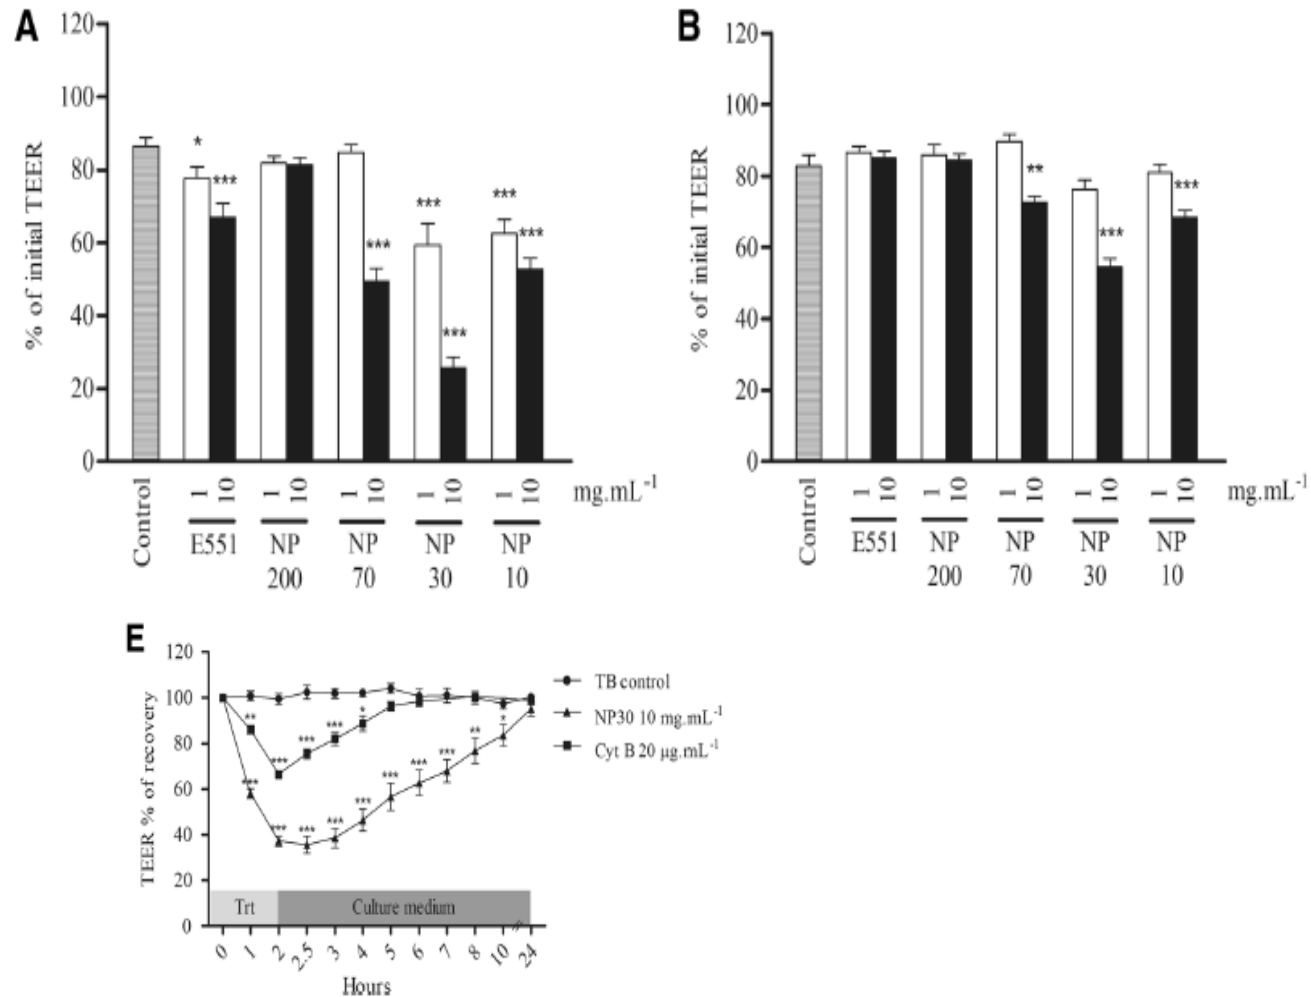 A
120
100
80
60
40
20
0
% of initial TEER
*
***
***
***
***
***
***
Control
1 10
1 10
1 10
1 10
1 10
mg.mL⁻¹
E551
NP 200
NP 70
NP 30
NP 10
B
120
100
80
60
40
20
0
% of initial TEER
**
***
***
Control
1 10
1 10
1 10
1 10
1 10
mg.mL⁻¹
E551
NP 200
NP 70
NP 30
NP 10
E
120
100
80
60
40
20
0
TEER % of recovery
** *** *** *** *
*** *** *** *** *** *** *** *** ** *
TB control
NP30 10 mg.mL⁻¹
Cyt B 20 µg.mL⁻¹
Trt
Culture medium
0 1 2 2.5 3 4 5 6 7 8 10 // 24
Hours